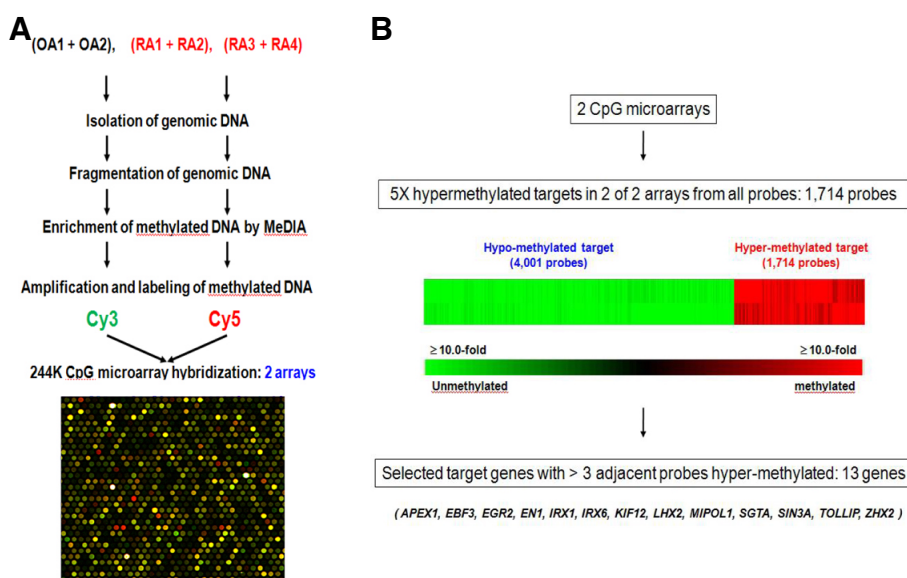 A
(OA1 + OA2), (RA1 + RA2), (RA3 + RA4)
Isolation of genomic DNA
Fragmentation of genomic DNA
Enrichment of methylated DNA by MeDIA
Amplification and labeling of methylated DNA
Cy3 Cy5
244K CpG microarray hybridization: 2 arrays
B
2 CpG microarrays
5X hypermethylated targets in 2 of 2 arrays from all probes: 1,714 probes
Hypo-methylated target Hyper-methylated target
(4,001 probes) (1,714 probes)
≥10.0-fold ≥10.0-fold
Unmethylated methylated
Selected target genes with > 3 adjacent probes hyper-methylated: 13 genes
( APEX1, EBF3, EGR2, EN1, IRX1, IRX6, KIF12, LHX2, MIPOL1, SGTA, SIN3A, TOLLIP, ZHX2 )